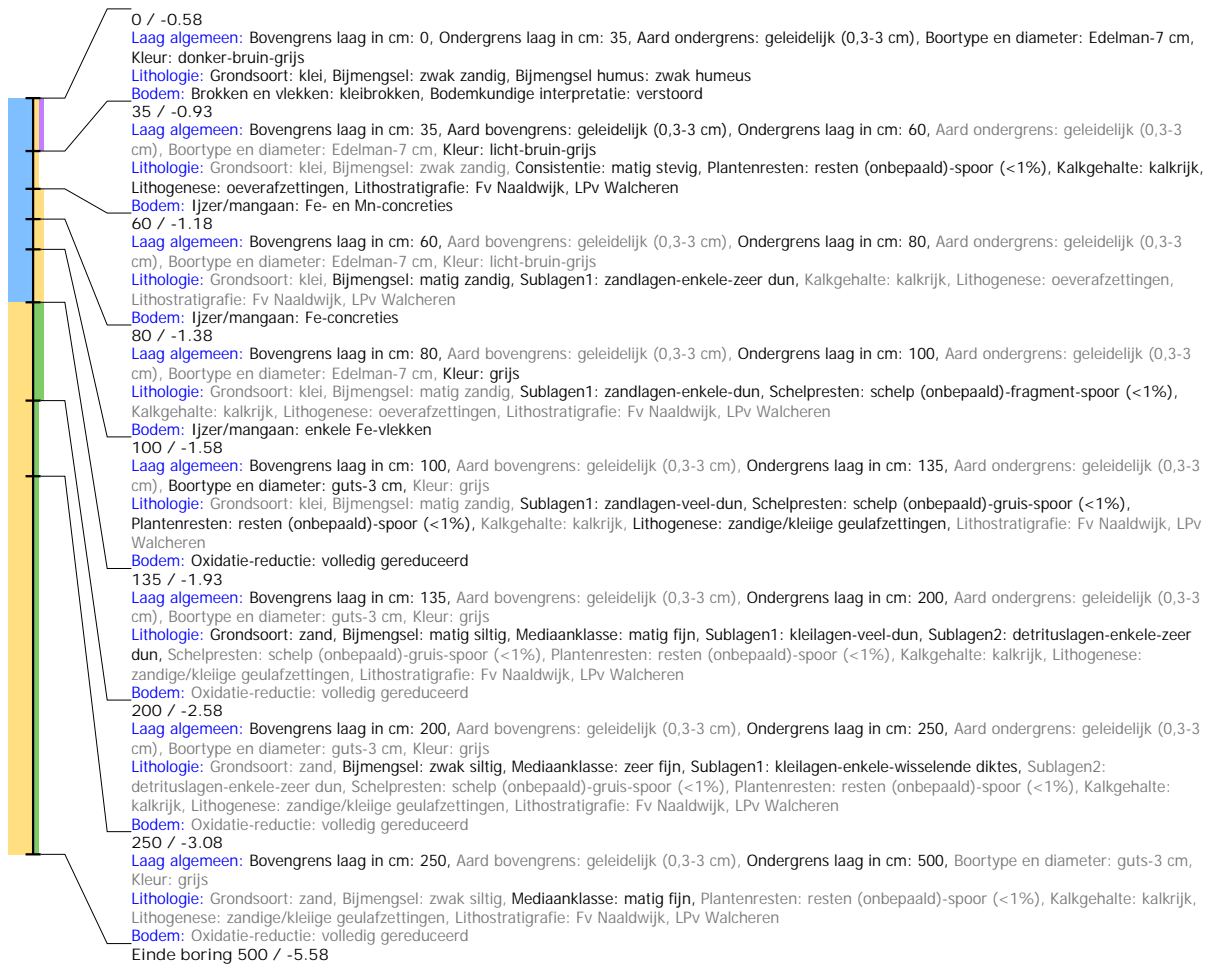 0 / -0.58
Laag algemeen: Bovengrens laag in cm: 0, Ondergrens laag in cm: 35, Aard ondergrens: geleidelijk (0,3-3 cm), Boortype en diameter: Edelman-7 cm,
Kleur: donker-bruin-grijs
Lithologie: Grondsoort: klei, Bijmengsel: zwak zandig, Bijmengsel humus: zwak humeus
Bodem: Brokken en vlekken: kleibrokken, Bodemkundige interpretatie: verstoord
35 / -0.93
Laag algemeen: Bovengrens laag in cm: 35, Aard bovengrens: geleidelijk (0,3-3 cm), Ondergrens laag in cm: 60, Aard ondergrens: geleidelijk (0,3-3
cm), Boortype en diameter: Edelman-7 cm, Kleur: licht-bruin-grijs
Lithologie: Grondsoort: klei, Bijmengsel: zwak zandig, Consistentie: matig stevig, Plantenresten: resten (onbepaald)-spoor (<1%), Kalkgehalte: kalkrijk,
Lithogenese: oeverafzettingen, Lithostratigrafie: Fv Naaldwijk, LPv Walcheren
Bodem: Ijzer/mangaan: Fe- en Mn-concreties
60 / -1.18
Laag algemeen: Bovengrens laag in cm: 60, Aard bovengrens: geleidelijk (0,3-3 cm), Ondergrens laag in cm: 80, Aard ondergrens: geleidelijk (0,3-3
cm), Boortype en diameter: Edelman-7 cm, Kleur: licht-bruin-grijs
Lithologie: Grondsoort: klei, Bijmengsel: matig zandig, Sublagen1: zandlagen-enkele-zeer dun, Kalkgehalte: kalkrijk, Lithogenese: oeverafzettingen,
Lithostratigrafie: Fv Naaldwijk, LPv Walcheren
Bodem: Ijzer/mangaan: Fe-concreties
80 / -1.38
Laag algemeen: Bovengrens laag in cm: 80, Aard bovengrens: geleidelijk (0,3-3 cm), Ondergrens laag in cm: 100, Aard ondergrens: geleidelijk (0,3-3
cm), Boortype en diameter: Edelman-7 cm, Kleur: grijs
Lithologie: Grondsoort: klei, Bijmengsel: matig zandig, Sublagen1: zandlagen-enkele-dun, Schelpresten: schelp (onbepaald)-fragment-spoor (<1%),
Kalkgehalte: kalkrijk, Lithogenese: oeverafzettingen, Lithostratigrafie: Fv Naaldwijk, LPv Walcheren
Bodem: Ijzer/mangaan: enkele Fe-vlekken
100 / -1.58
Laag algemeen: Bovengrens laag in cm: 100, Aard bovengrens: geleidelijk (0,3-3 cm), Ondergrens laag in cm: 135, Aard ondergrens: geleidelijk (0,3-3
cm), Boortype en diameter: guts-3 cm, Kleur: grijs
Lithologie: Grondsoort: klei, Bijmengsel: matig zandig, Sublagen1: zandlagen-veel-dun, Schelpresten: schelp (onbepaald)-gruis-spoor (<1%),
Plantenresten: resten (onbepaald)-spoor (<1%), Kalkgehalte: kalkrijk, Lithogenese: zandige/kleiige geulafzettingen, Lithostratigrafie: Fv Naaldwijk, LPv
Walcheren
Bodem: Oxidatie-reductie: volledig gereduceerd
135 / -1.93
Laag algemeen: Bovengrens laag in cm: 135, Aard bovengrens: geleidelijk (0,3-3 cm), Ondergrens laag in cm: 200, Aard ondergrens: geleidelijk (0,3-3
cm), Boortype en diameter: guts-3 cm, Kleur: grijs
Lithologie: Grondsoort: zand, Bijmengsel: matig siltig, Mediaanklasse: matig fijn, Sublagen1: kleilagen-veel-dun, Sublagen2: detrituslagen-enkele-zeer
dun, Schelpresten: schelp (onbepaald)-gruis-spoor (<1%), Plantenresten: resten (onbepaald)-spoor (<1%), Kalkgehalte: kalkrijk, Lithogenese:
zandige/kleiige geulafzettingen, Lithostratigrafie: Fv Naaldwijk, LPv Walcheren
Bodem: Oxidatie-reductie: volledig gereduceerd
200 / -2.58
Laag algemeen: Bovengrens laag in cm: 200, Aard bovengrens: geleidelijk (0,3-3 cm), Ondergrens laag in cm: 250, Aard ondergrens: geleidelijk (0,3-3
cm), Boortype en diameter: guts-3 cm, Kleur: grijs
Lithologie: Grondsoort: zand, Bijmengsel: zwak siltig, Mediaanklasse: zeer fijn, Sublagen1: kleilagen-enkele-wisselende diktes, Sublagen2:
detrituslagen-enkele-zeer dun, Schelpresten: schelp (onbepaald)-gruis-spoor (<1%), Plantenresten: resten (onbepaald)-spoor (<1%), Kalkgehalte:
kalkrijk, Lithogenese: zandige/kleiige geulafzettingen, Lithostratigrafie: Fv Naaldwijk, LPv Walcheren
Bodem: Oxidatie-reductie: volledig gereduceerd
250 / -3.08
Laag algemeen: Bovengrens laag in cm: 250, Aard bovengrens: geleidelijk (0,3-3 cm), Ondergrens laag in cm: 500, Boortype en diameter: guts-3 cm,
Kleur: grijs
Lithologie: Grondsoort: zand, Bijmengsel: zwak siltig, Mediaanklasse: matig fijn, Plantenresten: resten (onbepaald)-spoor (<1%), Kalkgehalte: kalkrijk,
Lithogenese: zandige/kleiige geulafzettingen, Lithostratigrafie: Fv Naaldwijk, LPv Walcheren
Bodem: Oxidatie-reductie: volledig gereduceerd
Einde boring 500 / -5.58